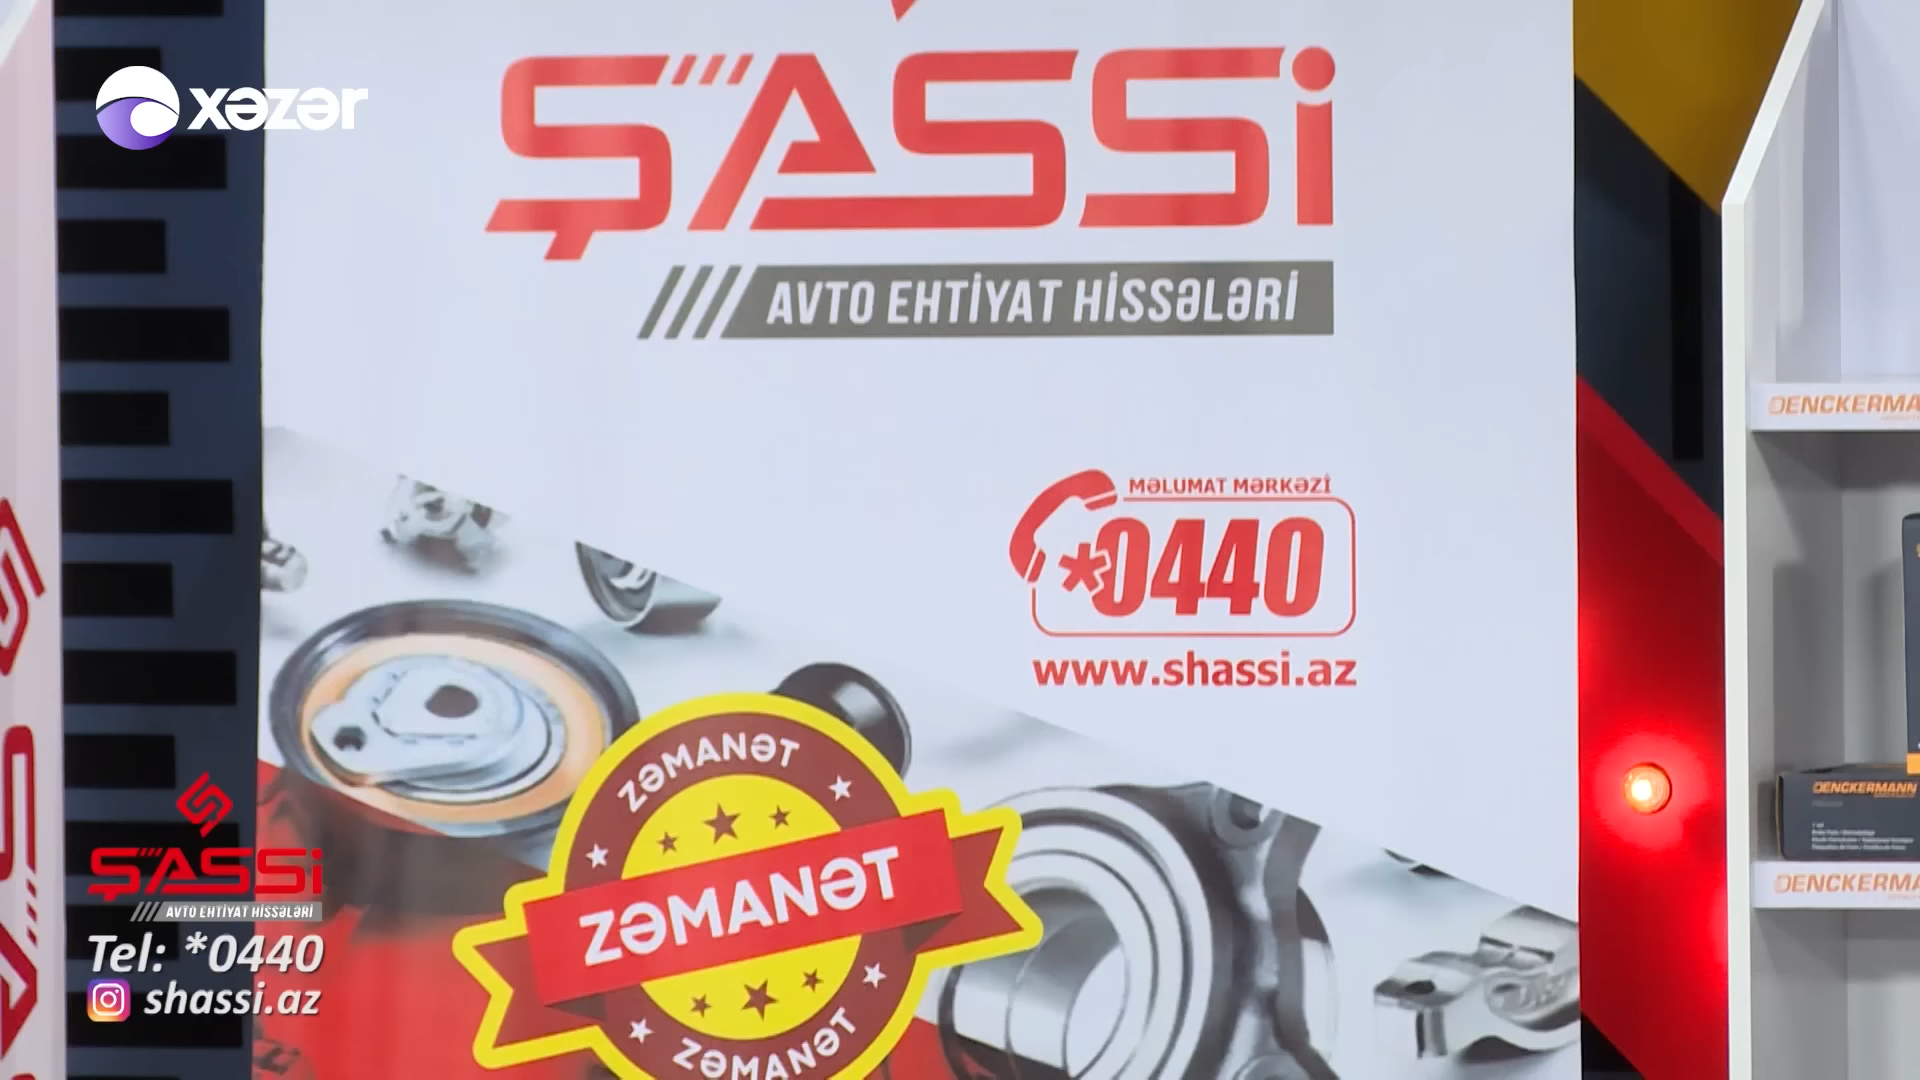 xəzər
ŞASSİ
AVTO EHTİYAT HİSSƏLƏRİ
MƏLUMAT MƏRKƏZİ
*0440
www.shassi.az
ZƏMANƏT
ZƏMANƏT
ZƏMANƏT
DENCKERMA
DENCKERMANN
DENCKERMA
ŞASSİ
AVTO EHTİYAT HİSSƏLƏRİ
Tel: *0440
shassi.az